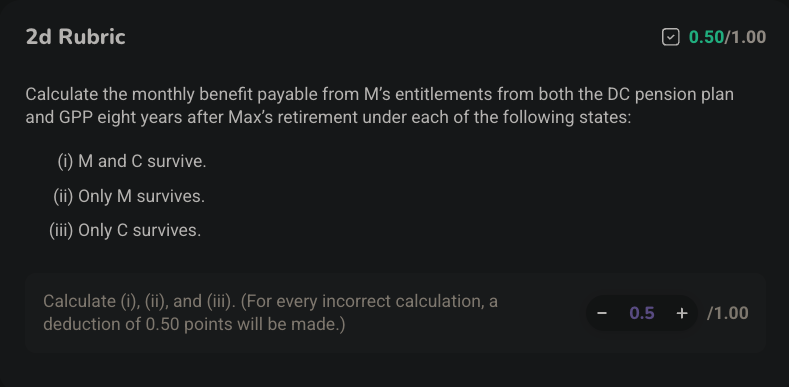 2d Rubric
0.50/1.00
Calculate the monthly benefit payable from M's entitlements from both the DC pension plan
and GPP eight years after Max's retirement under each of the following states:
(i) M and C survive.
(ii) Only M survives.
(iii) Only C survives.
Calculate (i), (ii), and (iii). (For every incorrect calculation, a
deduction of 0.50 points will be made.)
− 0.5 + /1.00